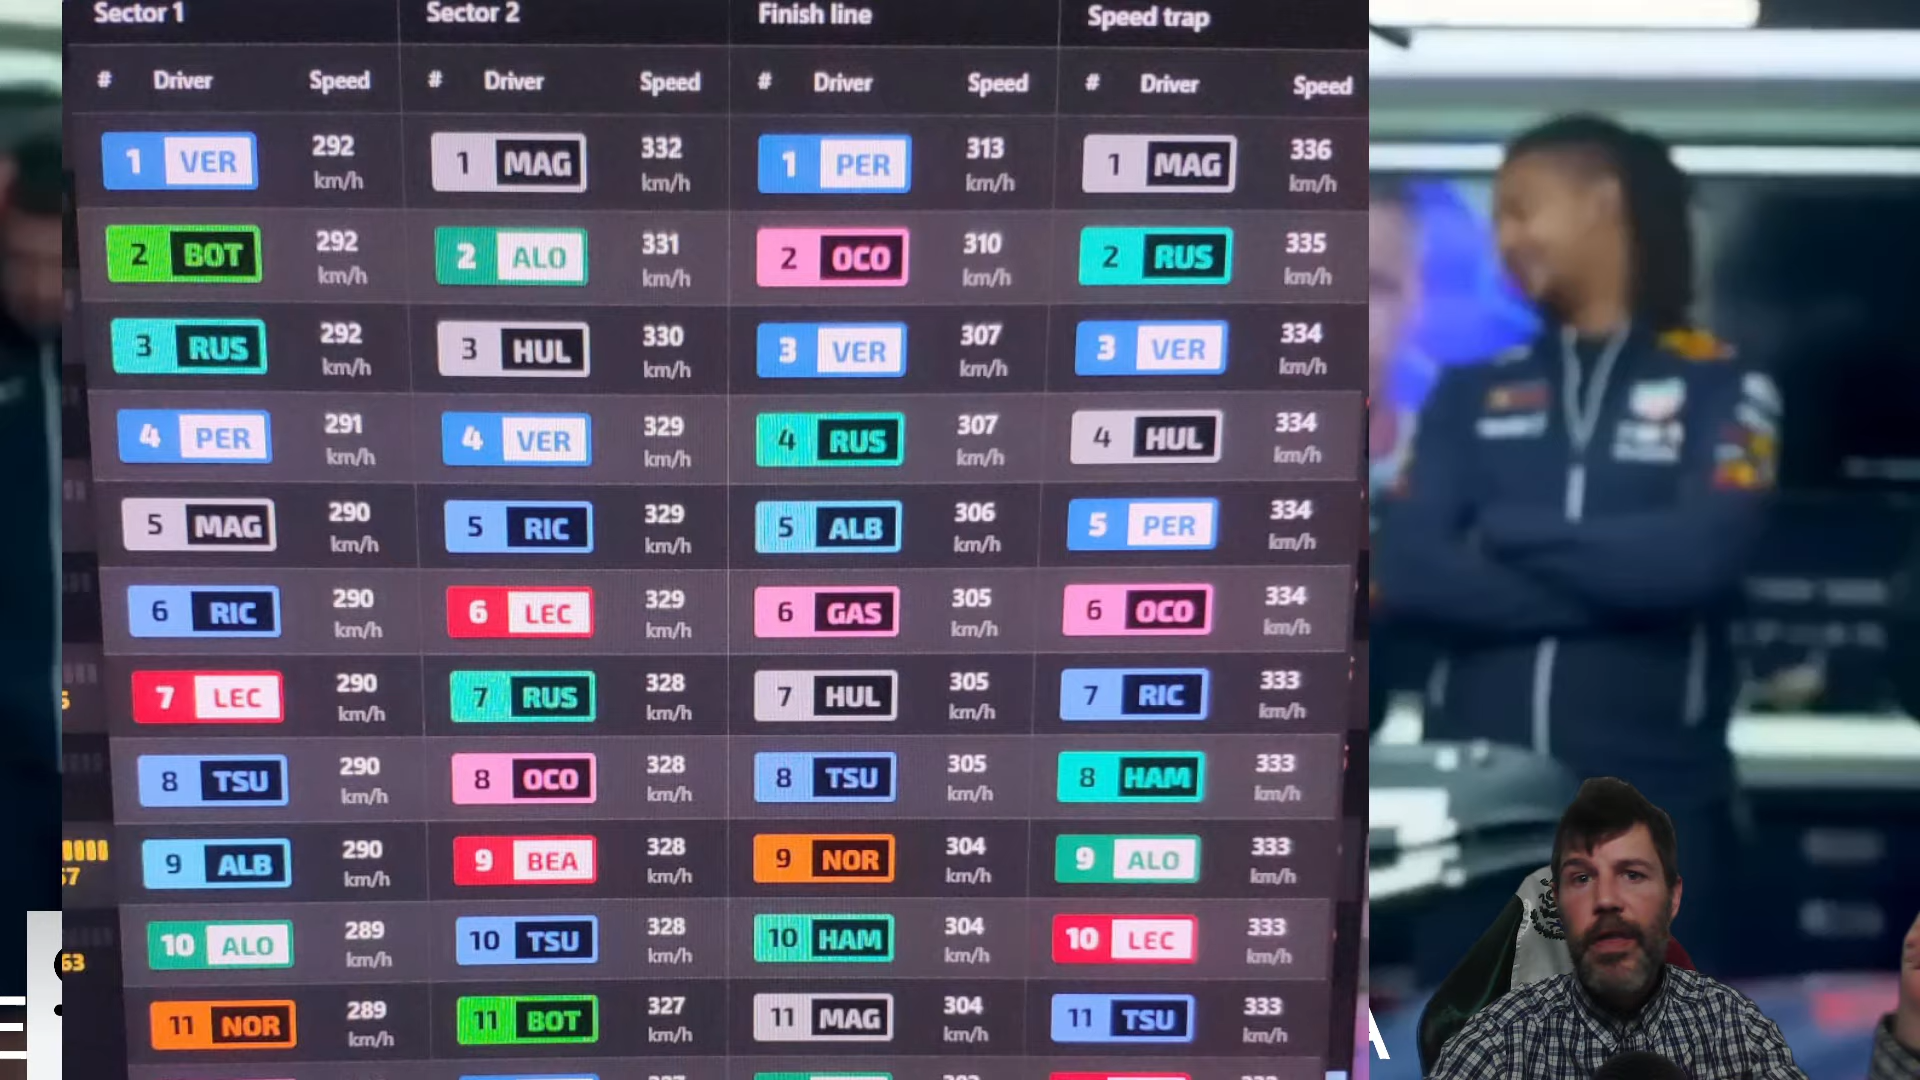 Sector 1 Sector 2 Finish line Speed trap
# Driver Speed # Driver Speed # Driver Speed # Driver Speed
1 VER 292 km/h 1 MAG 332 km/h 1 PER 313 km/h 1 MAG 336 km/h
2 BOT 292 km/h 2 ALO 331 km/h 2 OCO 310 km/h 2 RUS 335 km/h
3 RUS 292 km/h 3 HUL 330 km/h 3 VER 307 km/h 3 VER 334 km/h
4 PER 291 km/h 4 VER 329 km/h 4 RUS 307 km/h 4 HUL 334 km/h
5 MAG 290 km/h 5 RIC 329 km/h 5 ALB 306 km/h 5 PER 334 km/h
6 RIC 290 km/h 6 LEC 329 km/h 6 GAS 305 km/h 6 OCO 334 km/h
7 LEC 290 km/h 7 RUS 328 km/h 7 HUL 305 km/h 7 RIC 333 km/h
8 TSU 290 km/h 8 OCO 328 km/h 8 TSU 305 km/h 8 HAM 333 km/h
9 ALB 290 km/h 9 BEA 328 km/h 9 NOR 304 km/h 9 ALO 333 km/h
10 ALO 289 km/h 10 TSU 328 km/h 10 HAM 304 km/h 10 LEC 333 km/h
63
11 NOR 289 km/h 11 BOT 327 km/h 11 MAG 304 km/h 11 TSU 333 km/h
A